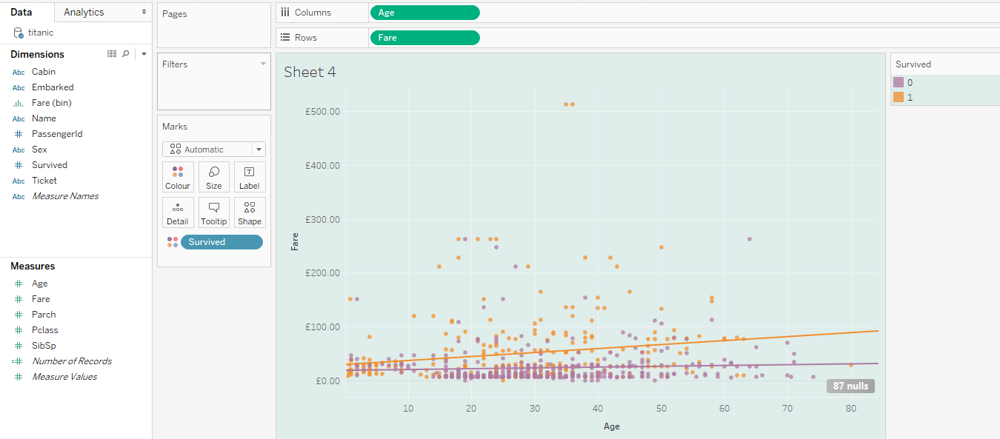 Data
Analytics
titanic
Dimensions
Abc Cabin
Abc Embarked
Fare (bin)
Abc Name
# PassengerId
Abc Sex
# Survived
Abc Ticket
Abc Measure Names
Measures
# Age
# Fare
# Parch
# Pclass
# SibSp
=# Number of Records
# Measure Values
Pages
Filters
Marks
Automatic
Colour Size Label
Detail Tooltip Shape
Survived
Columns Age
Rows Fare
Sheet 4
£500.00
£400.00
£300.00
£200.00
£100.00
£0.00
Fare
87 nulls
10 20 30 40 50 60 70 80
Age
Survived
0
1